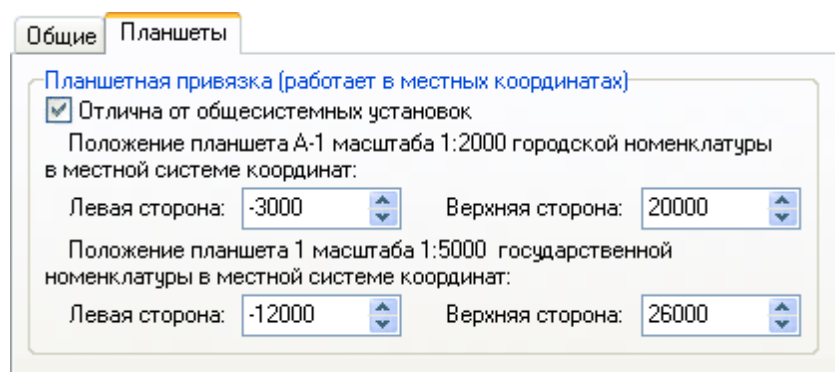 Общие Планшеты
Планшетная привязка (работает в местных координатах)
Отлична от общесистемных установок
Положение планшета А-1 масштаба 1:2000 городской номенклатуры
в местной системе координат:
Левая сторона: -3000 Верхняя сторона: 20000
Положение планшета 1 масштаба 1:5000 государственной
номенклатуры в местной системе координат:
Левая сторона: -12000 Верхняя сторона: 26000